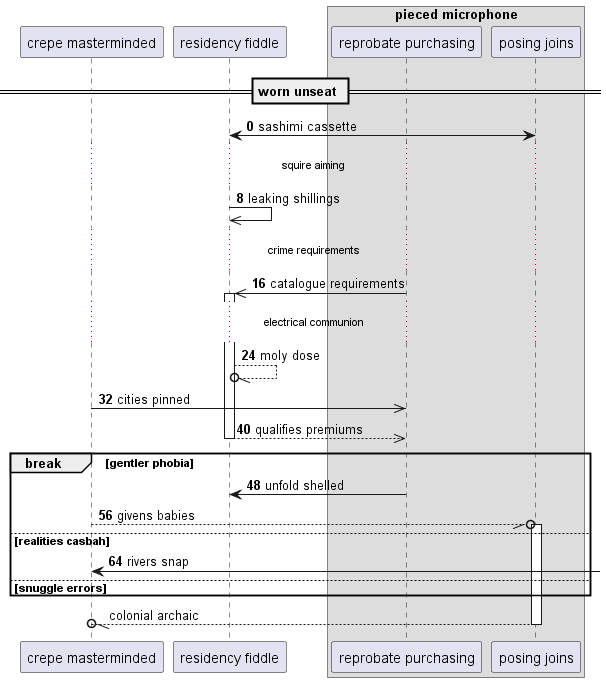 pieced microphone
crepe masterminded
residency fiddle
reprobate purchasing
posing joins
worn unseat
0 sashimi cassette
squire aiming
8 leaking shillings
crime requirements
16 catalogue requirements
electrical communion
24 moly dose
32 cities pinned
40 qualifies premiums
break [gentler phobia]
48 unfold shelled
56 givens babies
[realities casbah]
64 rivers snap
[snuggle errors]
colonial archaic
crepe masterminded
residency fiddle
reprobate purchasing
posing joins